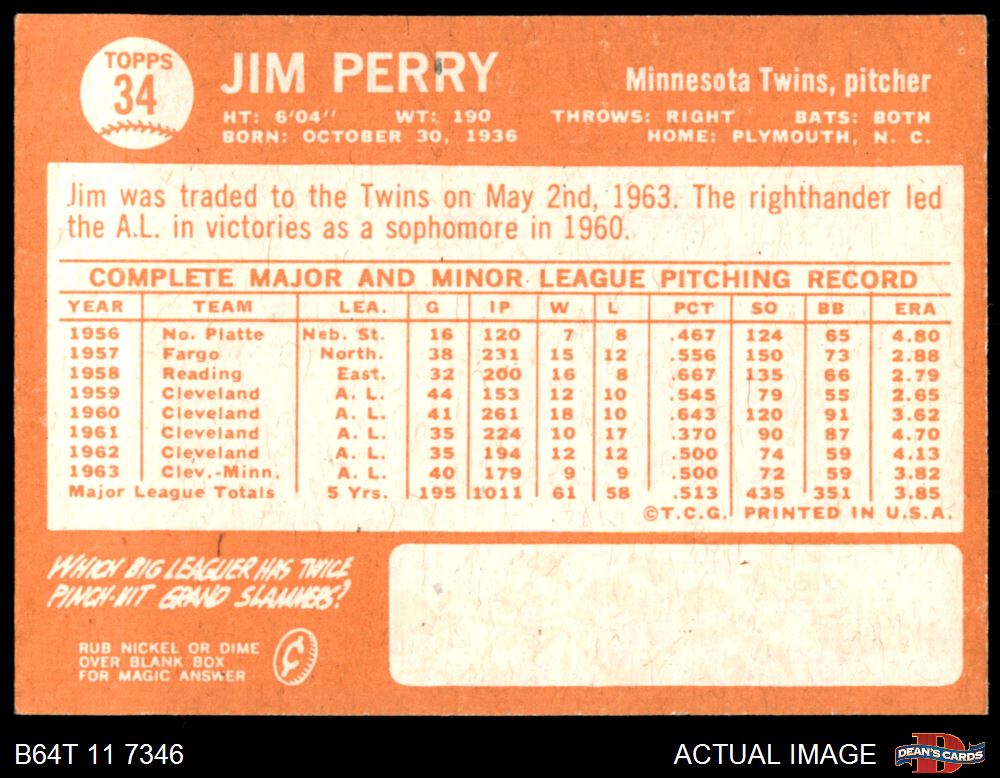 TOPPS
34
JIM PERRY
Minnesota Twins, pitcher
HT: 6'04" WT: 190 THROWS: RIGHT BATS: BOTH
BORN: OCTOBER 30, 1936 HOME: PLYMOUTH, N. C.
Jim was traded to the Twins on May 2nd, 1963. The righthander led
the A.L. in victories as a sophomore in 1960.
COMPLETE MAJOR AND MINOR LEAGUE PITCHING RECORD
YEAR TEAM LEA. G IP W L PCT SO BB ERA
1956 No. Platte Neb. St. 16 120 7 8 .467 124 65 4.80
1957 Fargo North. 38 231 15 12 .556 150 73 2.88
1958 Reading East. 32 200 16 8 .667 135 66 2.79
1959 Cleveland A. L. 44 153 12 10 .545 79 55 2.65
1960 Cleveland A. L. 41 261 18 10 .643 120 91 3.62
1961 Cleveland A. L. 35 224 10 17 .370 90 87 4.70
1962 Cleveland A. L. 35 194 12 12 .500 74 59 4.13
1963 Clev.-Minn. A. L. 40 179 9 9 .500 72 59 3.82
Major League Totals 5 Yrs. 195 1011 61 58 .513 435 351 3.85
©T.C.G. PRINTED IN U.S.A.
WHICH BIG LEAGUER HAS TWICE
PINCH-HIT GRAND SLAMMERS?
RUB NICKEL OR DIME
OVER BLANK BOX
FOR MAGIC ANSWER
¢
B64T 11 7346
ACTUAL IMAGE
D
DEAN'S CARDS